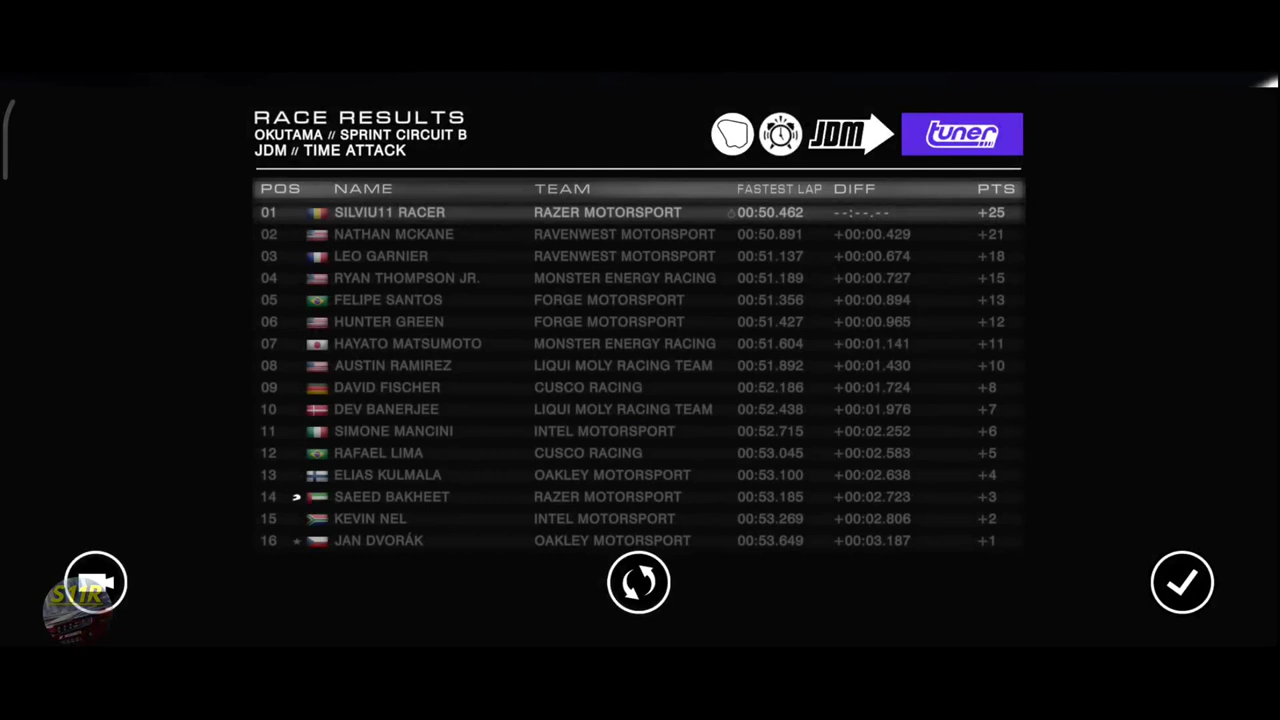 RACE RESULTS
OKUTAMA // SPRINT CIRCUIT B
JDM // TIME ATTACK
JDM
tuner
POS NAME TEAM FASTEST LAP DIFF PTS
01 SILVIU11 RACER RAZER MOTORSPORT 00:50.462 --:--.-- +25
02 NATHAN MCKANE RAVENWEST MOTORSPORT 00:50.891 +00:00.429 +21
03 LEO GARNIER RAVENWEST MOTORSPORT 00:51.137 +00:00.674 +18
04 RYAN THOMPSON JR. MONSTER ENERGY RACING 00:51.189 +00:00.727 +15
05 FELIPE SANTOS FORGE MOTORSPORT 00:51.356 +00:00.894 +13
06 HUNTER GREEN FORGE MOTORSPORT 00:51.427 +00:00.965 +12
07 HAYATO MATSUMOTO MONSTER ENERGY RACING 00:51.604 +00:01.141 +11
08 AUSTIN RAMIREZ LIQUI MOLY RACING TEAM 00:51.892 +00:01.430 +10
09 DAVID FISCHER CUSCO RACING 00:52.186 +00:01.724 +8
10 DEV BANERJEE LIQUI MOLY RACING TEAM 00:52.438 +00:01.976 +7
11 SIMONE MANCINI INTEL MOTORSPORT 00:52.715 +00:02.252 +6
12 RAFAEL LIMA CUSCO RACING 00:53.045 +00:02.583 +5
13 ELIAS KULMALA OAKLEY MOTORSPORT 00:53.100 +00:02.638 +4
14 SAEED BAKHEET RAZER MOTORSPORT 00:53.185 +00:02.723 +3
15 KEVIN NEL INTEL MOTORSPORT 00:53.269 +00:02.806 +2
16 JAN DVORÁK OAKLEY MOTORSPORT 00:53.649 +00:03.187 +1
S11R